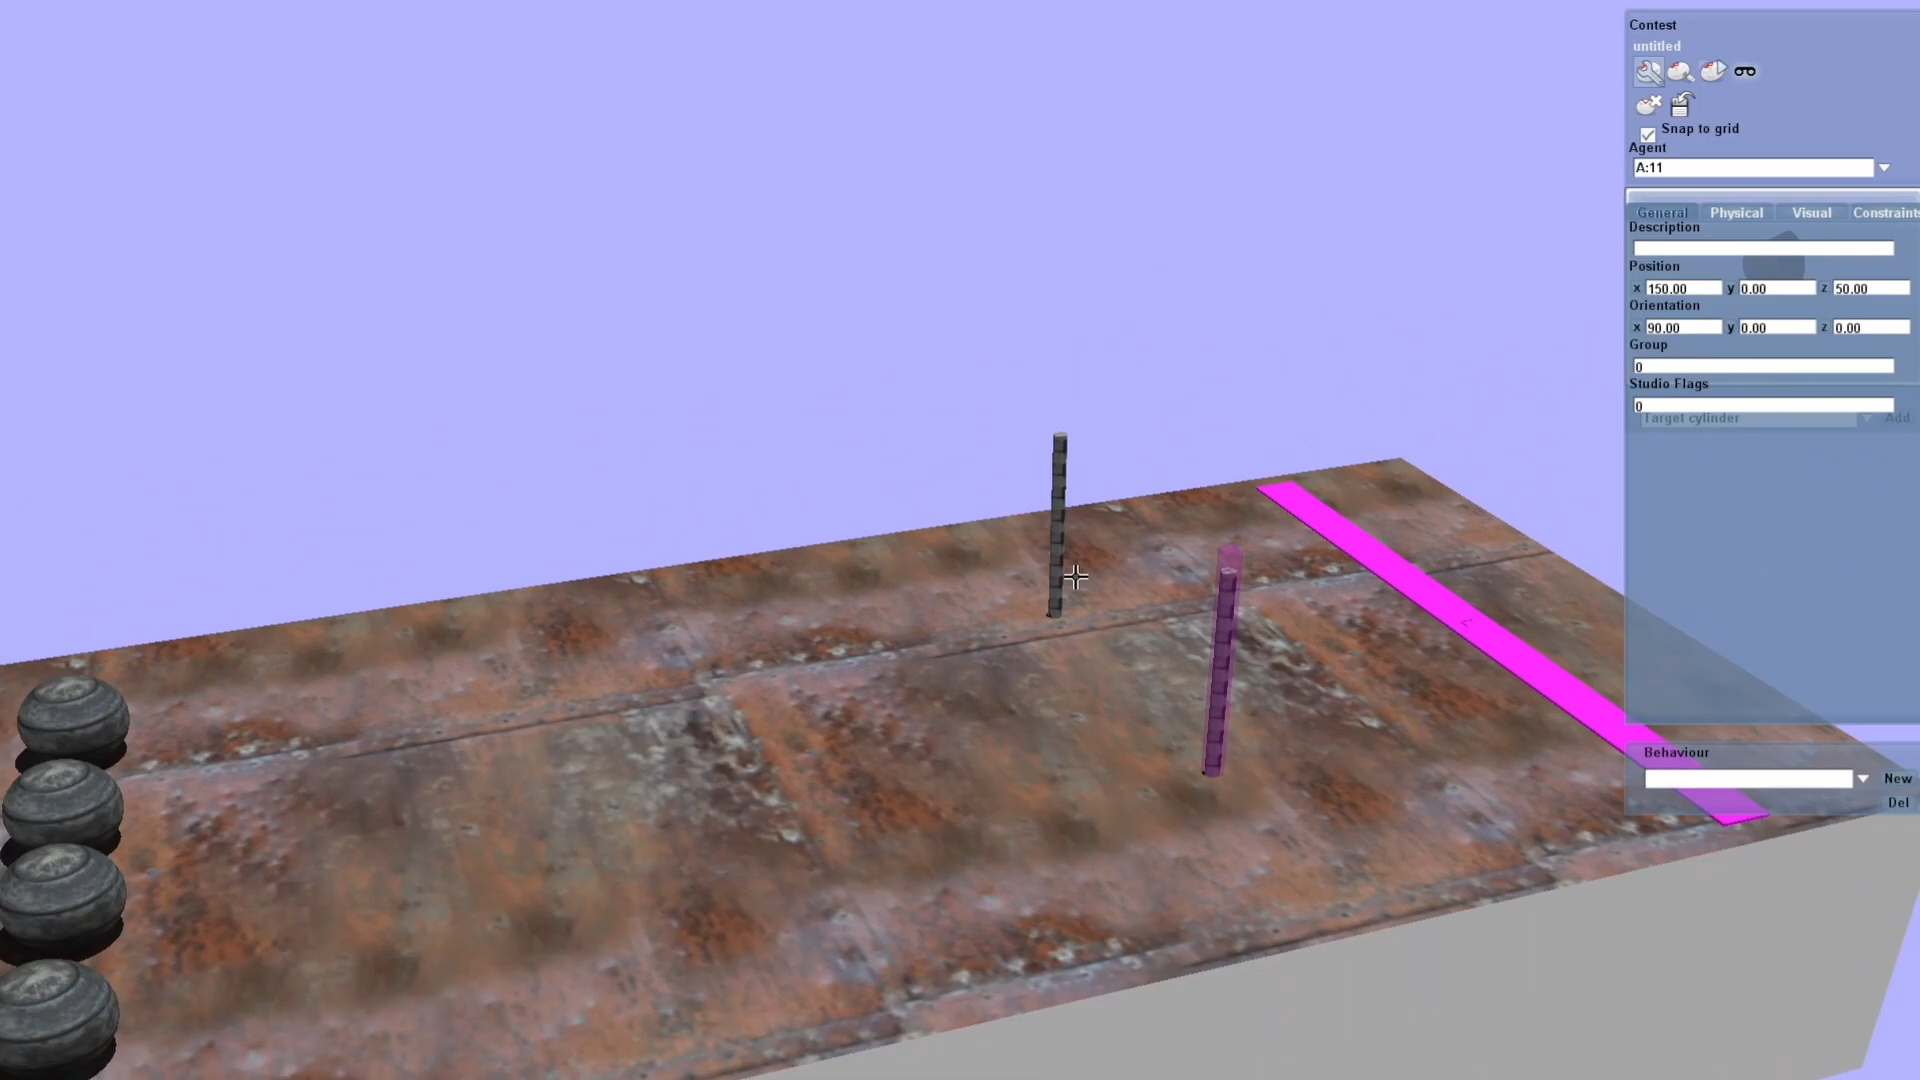 Contest
untitled
Snap to grid
Agent
A:11
General Physical Visual Constraints
Description
Position
x 150.00 y 0.00 z 50.00
Orientation
x 90.00 y 0.00 z 0.00
Group
0
Studio Flags
0
Target cylinder Add
Behaviour
New
Del